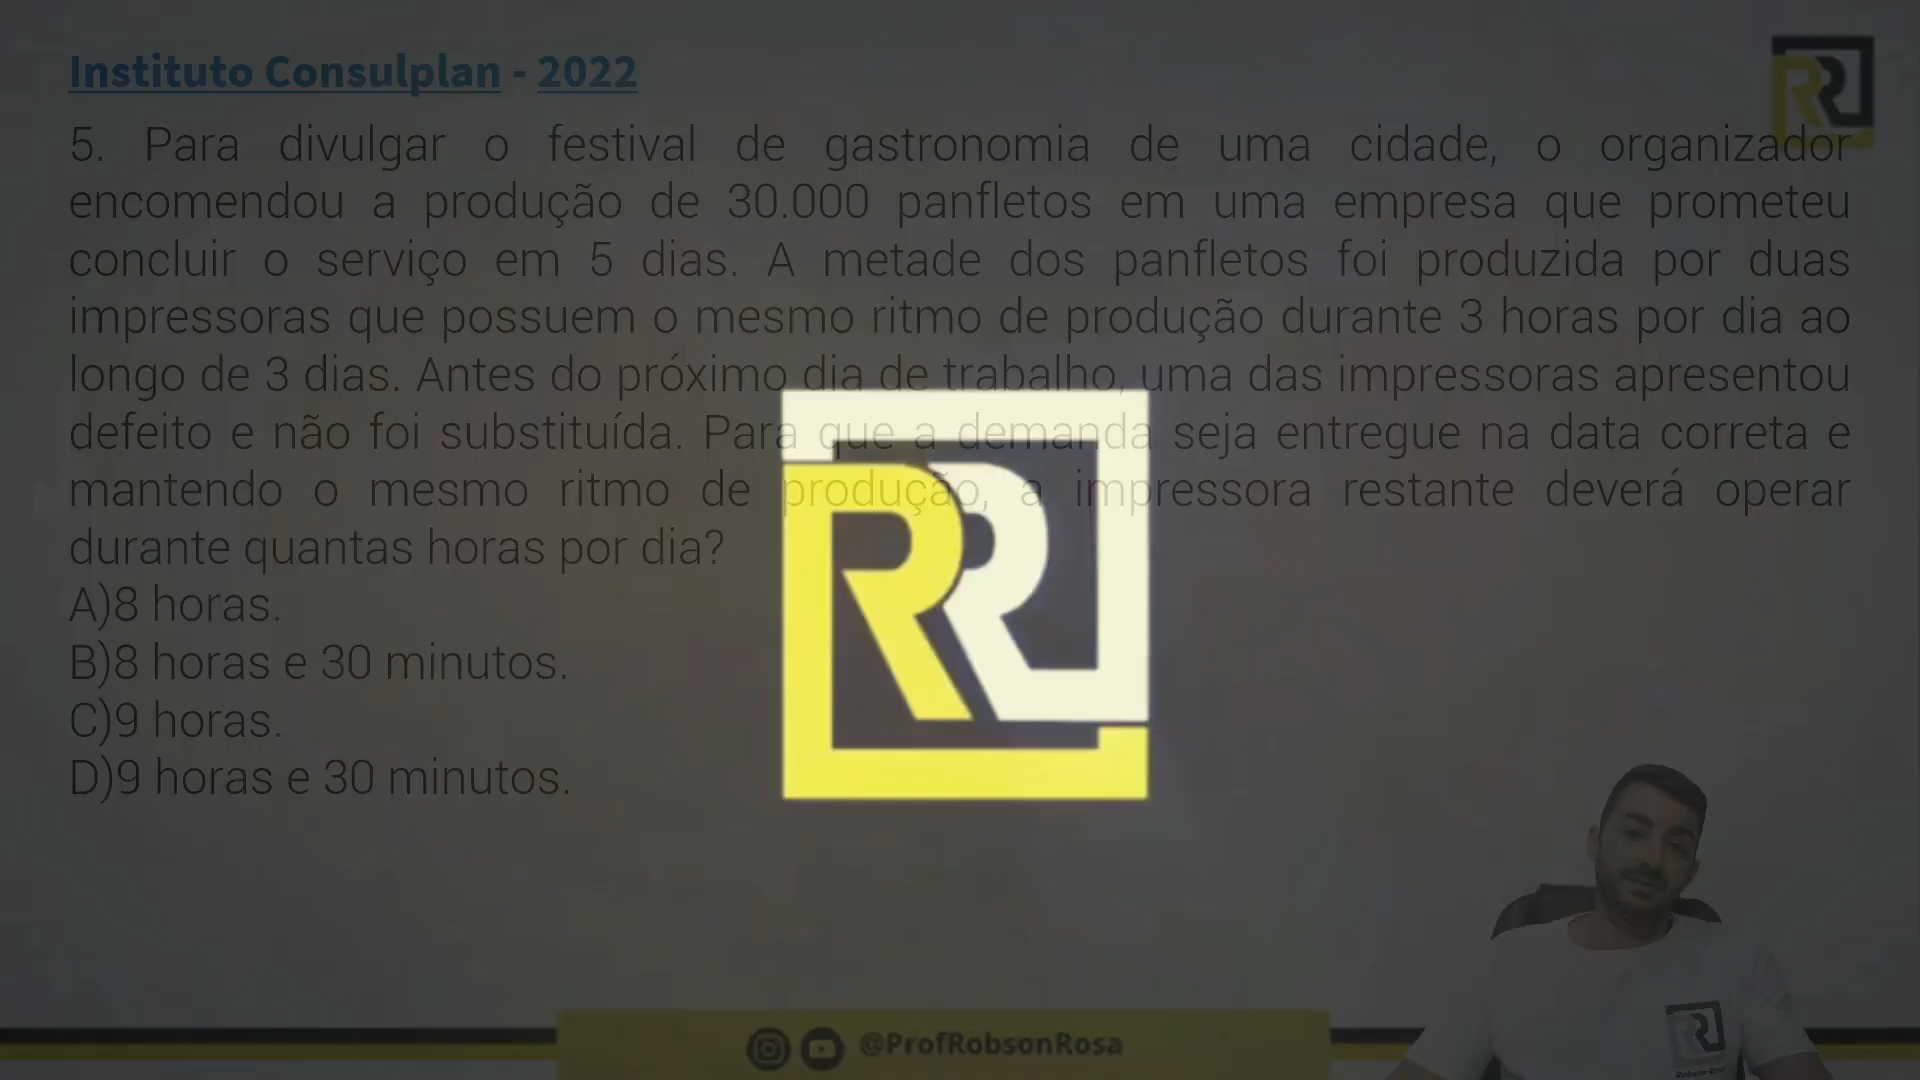 Instituto Consulplan - 2022
5. Para divulgar o festival de gastronomia de uma cidade, o organizador
encomendou a produção de 30.000 panfletos em uma empresa que prometeu
concluir o serviço em 5 dias. A metade dos panfletos foi produzida por duas
impressoras que possuem o mesmo ritmo de produção durante 3 horas por dia ao
longo de 3 dias. Antes do próximo dia de trabalho, uma das impressoras apresentou
defeito e não foi substituída. Para que a demanda seja entregue na data correta e
mantendo o mesmo ritmo de produção, a impressora restante deverá operar
durante quantas horas por dia?
A)8 horas.
B)8 horas e 30 minutos.
C)9 horas.
D)9 horas e 30 minutos.
RR
RR
RR
Robson Rosa
@ProfRobsonRosa